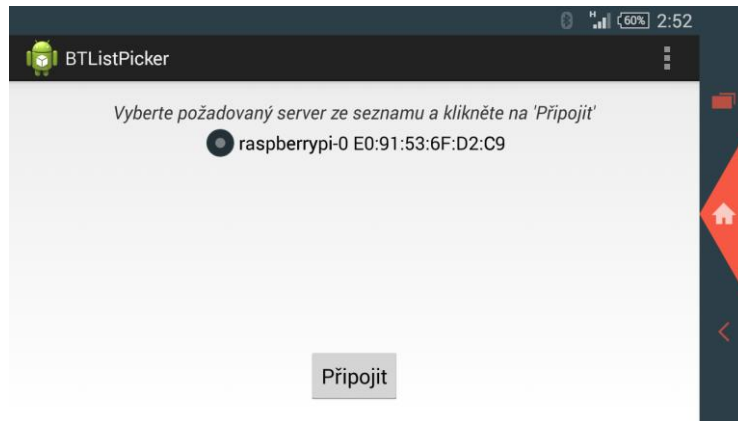 H 60% 2:52
BTListPicker
Vyberte požadovaný server ze seznamu a klikněte na 'Připojit'
raspberrypi-0 E0:91:53:6F:D2:C9
Připojit